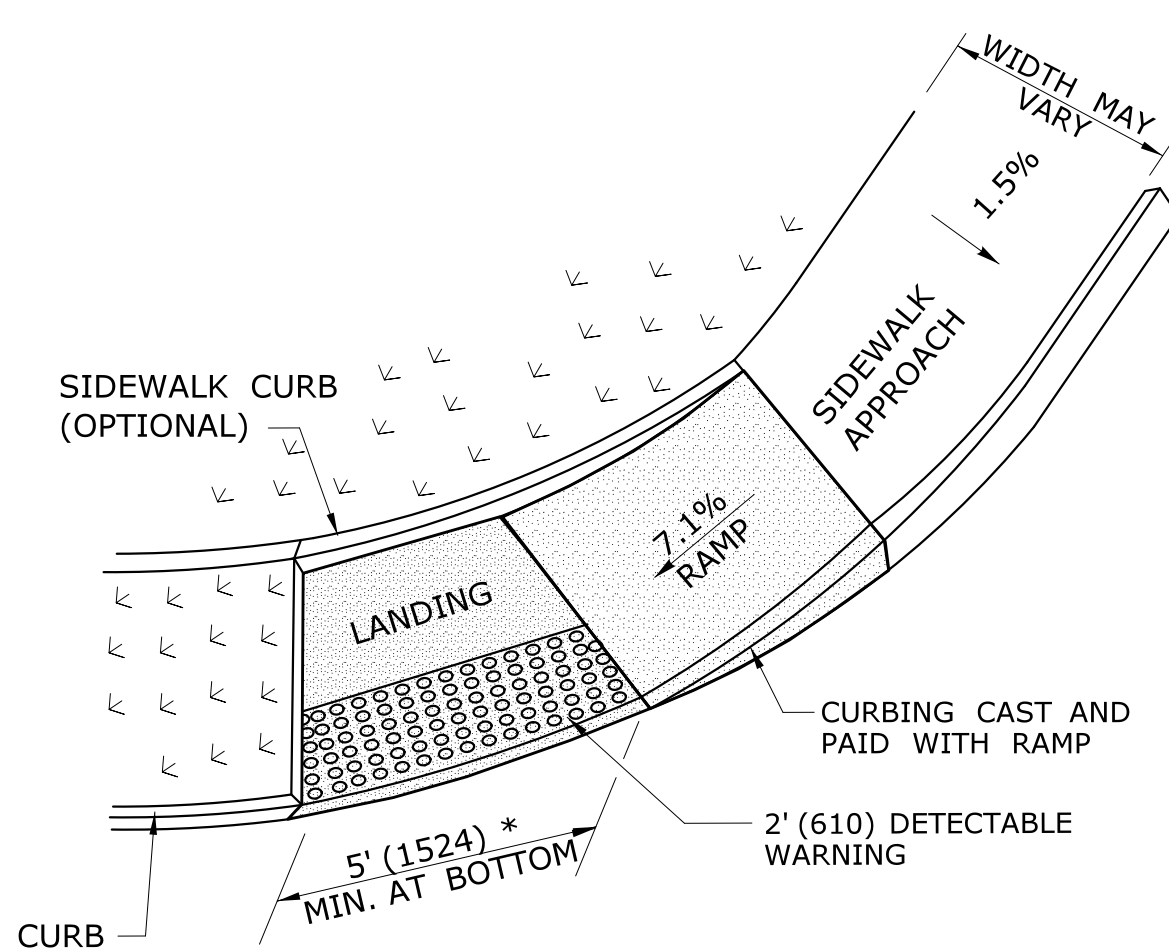 WIDTH MAY
VARY
1.5%
SIDEWALK
APPROACH
SIDEWALK CURB
(OPTIONAL)
7.1%
RAMP
LANDING
CURBING CAST AND
PAID WITH RAMP
2' (610) DETECTABLE
WARNING
5' (1524) *
MIN. AT BOTTOM
CURB